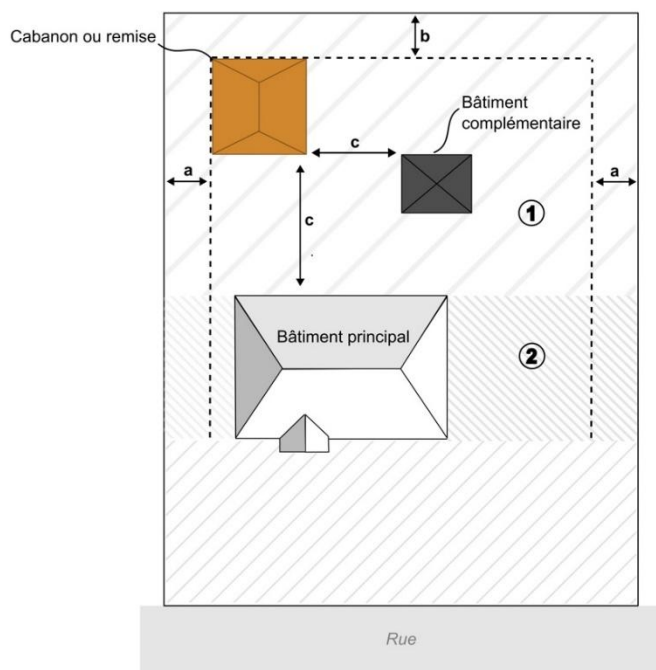 b
Cabanon ou remise
Bâtiment
complémentaire
c
a
a
1
c
Bâtiment principal
2
Rue